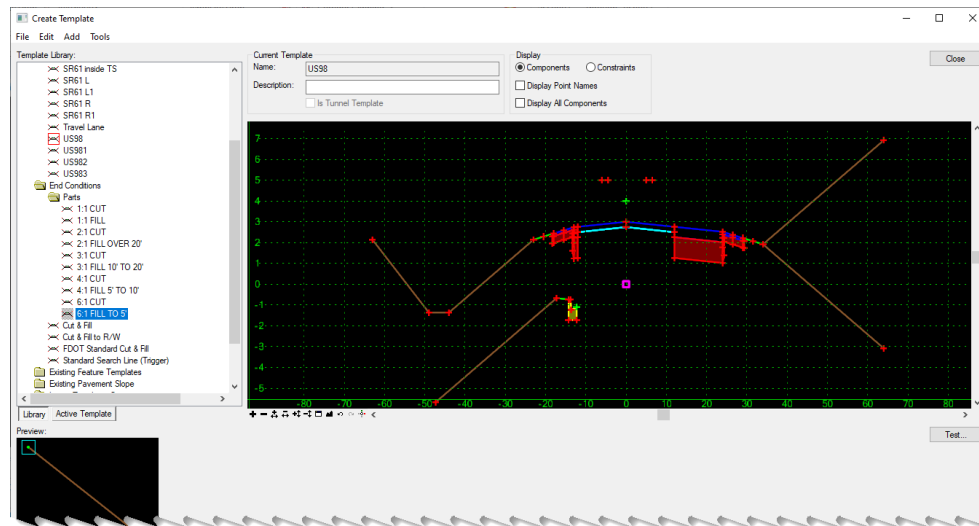 Create Template
File Edit Add Tools
Template Library:
SR61 inside TS
SR61 L
SR61 L1
SR61 R
SR61 R1
Travel Lane
US98
US981
US982
US983
End Conditions
Parts
1:1 CUT
1:1 FILL
2:1 CUT
2:1 FILL OVER 20'
3:1 CUT
3:1 FILL 10' TO 20'
4:1 CUT
4:1 FILL 5' TO 10'
6:1 CUT
6:1 FILL TO 5'
Cut & Fill
Cut & Fill to R/W
FDOT Standard Cut & Fill
Standard Search Line (Trigger)
Existing Feature Templates
Existing Pavement Slope
Library Active Template
Preview:
Current Template
Name: US98
Description:
Is Tunnel Template
Display
Components Constraints
Display Point Names
Display All Components
Close
7
6
5
4
3
2
1
0
-1
-2
-3
-4
-5
-80 -70 -60 -50 -40 -30 -20 -10 0 10 20 30 40 50 60 70 80
Test...